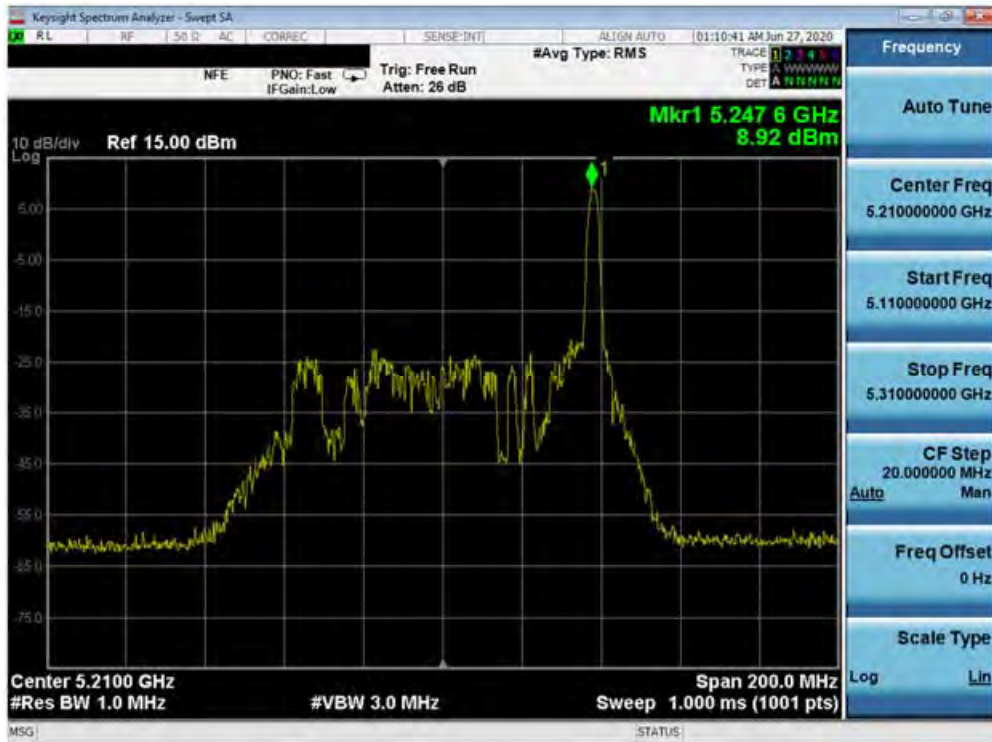 Keysight Spectrum Analyzer - Swept SA
RL RF 50 Ω AC CORREC SENSE:INT ALIGN AUTO 01:10:41 AM Jun 27, 2020
#Avg Type: RMS
TRACE 1 2 3 4 5 6
NFE PNO: Fast Trig: Free Run
TYPE A WWWWW
IFGain:Low Atten: 26 dB
DET A N N N N N
Mkr1 5.247 6 GHz
8.92 dBm
10 dB/div Ref 15.00 dBm
Log
1
5.00
-5.00
-15.0
-25.0
-35.0
-45.0
-55.0
-65.0
-75.0
Center 5.2100 GHz Span 200.0 MHz
#Res BW 1.0 MHz #VBW 3.0 MHz Sweep 1.000 ms (1001 pts)
MSG STATUS
Frequency
Auto Tune
Center Freq
5.210000000 GHz
Start Freq
5.110000000 GHz
Stop Freq
5.310000000 GHz
CF Step
20.000000 MHz
Auto Man
Freq Offset
0 Hz
Scale Type
Log Lin